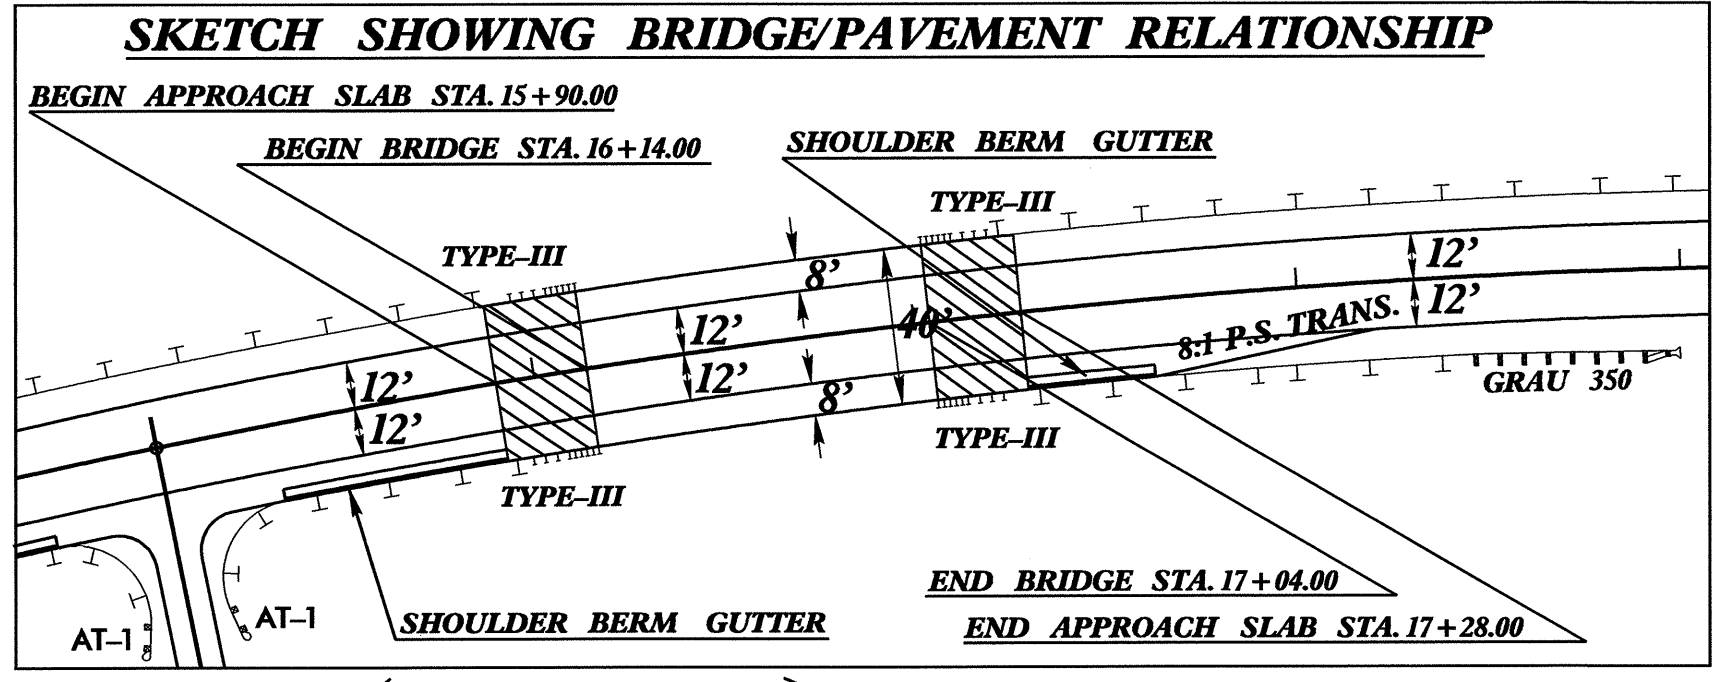 SKETCH SHOWING BRIDGE/PAVEMENT RELATIONSHIP
BEGIN APPROACH SLAB STA. 15+90.00
BEGIN BRIDGE STA. 16+14.00
SHOULDER BERM GUTTER
TYPE-III
TYPE-III
8'
12'
12'
40'
12'
12'
8:1 P.S. TRANS.
12'
12'
8'
GRAU 350
TYPE-III
TYPE-III
AT-1
AT-1
SHOULDER BERM GUTTER
END BRIDGE STA. 17+04.00
END APPROACH SLAB STA. 17+28.00